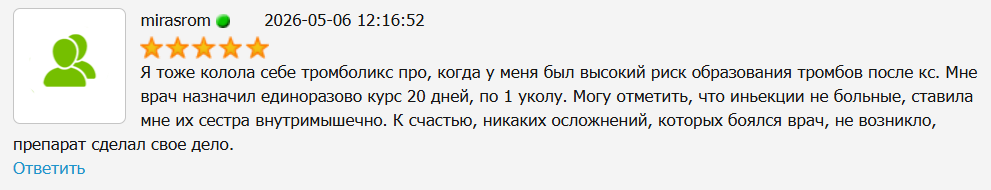 mirasrom 2026-05-06 12:16:52
Я тоже колола себе тромболикс про, когда у меня был высокий риск образования тромбов после кс. Мне
врач назначил единоразово курс 20 дней, по 1 уколу. Могу отметить, что иньекции не больные, ставила
мне их сестра внутримышечно. К счастью, никаких осложнений, которых боялся врач, не возникло,
препарат сделал свое дело.
Ответить